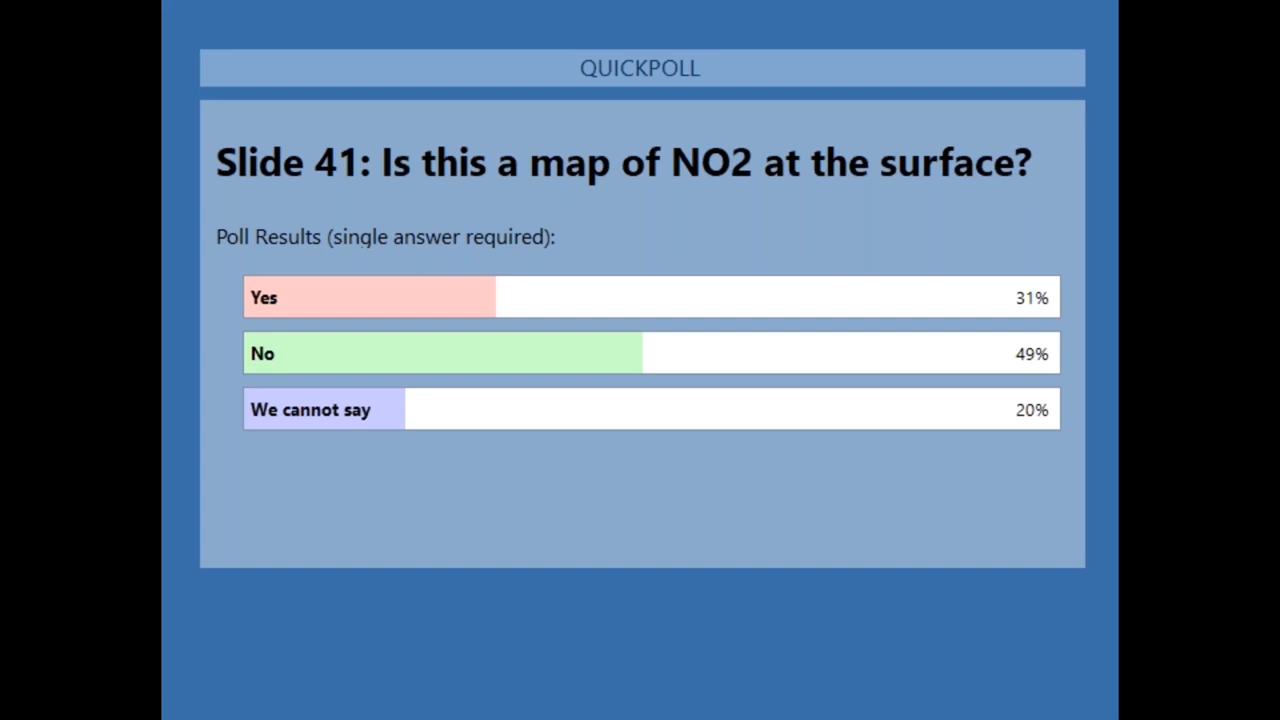 QUICKPOLL
Slide 41: Is this a map of NO2 at the surface?
Poll Results (single answer required):
Yes 31%
No 49%
We cannot say 20%